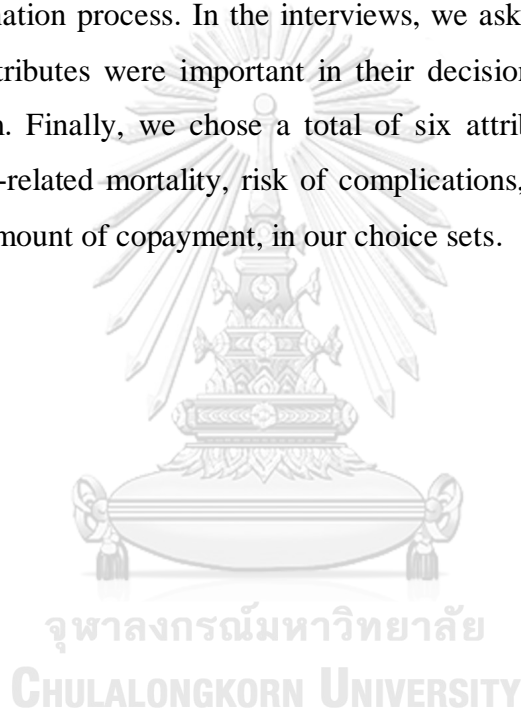 nation process. In the interviews, we ask
tributes were important in their decision
n. Finally, we chose a total of six attrib
-related mortality, risk of complications,
mount of copayment, in our choice sets.
จุฬาลงกรณ์มหาวิทยาลัย
CHULALONGKORN UNIVERSITY